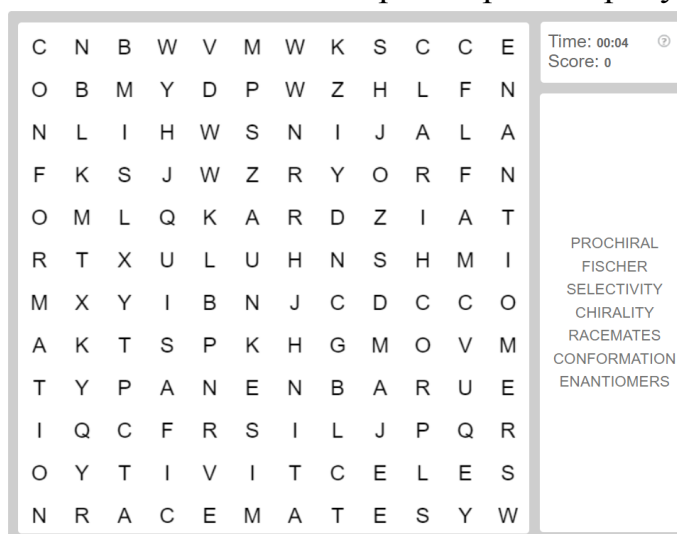 C N B W V M W K S C C E
O B M Y D P W Z H L F N
N L I H W S N I J A L A
F K S J W Z R Y O R F N
O M L Q K A R D Z I A T
R T X U L U H N S H M I
M X Y I B N J C D C C O
A K T S P K H G M O V M
T Y P A N E N B A R U E
I Q C F R S I L J P Q R
O Y T I V I T C E L E S
N R A C E M A T E S Y W
Time: 00:04 ?
Score: 0
PROCHIRAL
FISCHER
SELECTIVITY
CHIRALITY
RACEMATES
CONFORMATION
ENANTIOMERS